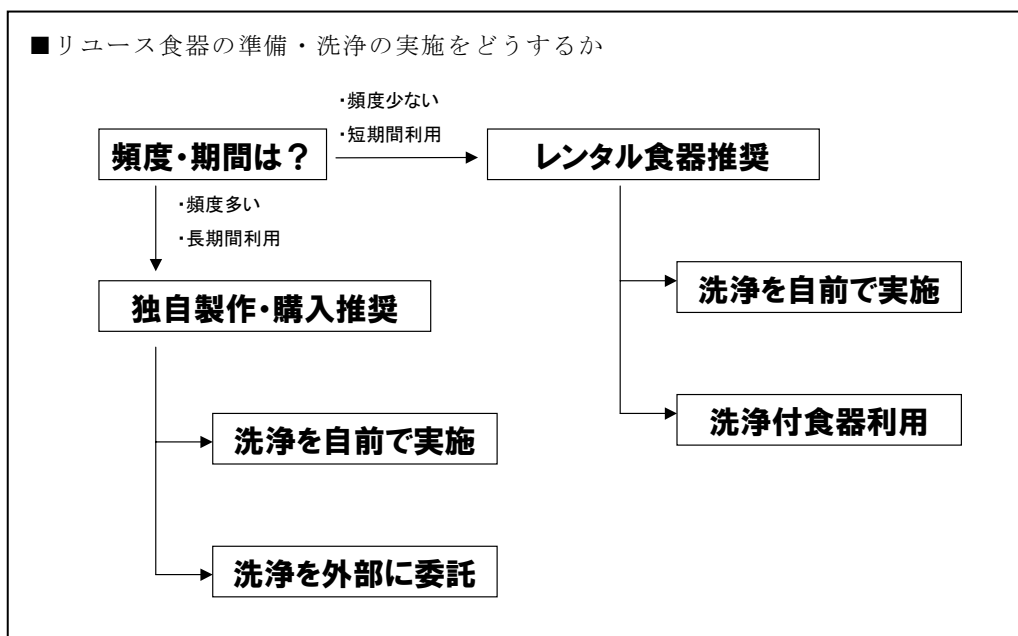 ■リユース食器の準備・洗浄の実施をどうするか
・頻度少ない
・短期間利用
頻度・期間は？
レンタル食器推奨
・頻度多い
・長期間利用
洗浄を自前で実施
独自製作・購入推奨
洗浄付食器利用
洗浄を自前で実施
洗浄を外部に委託